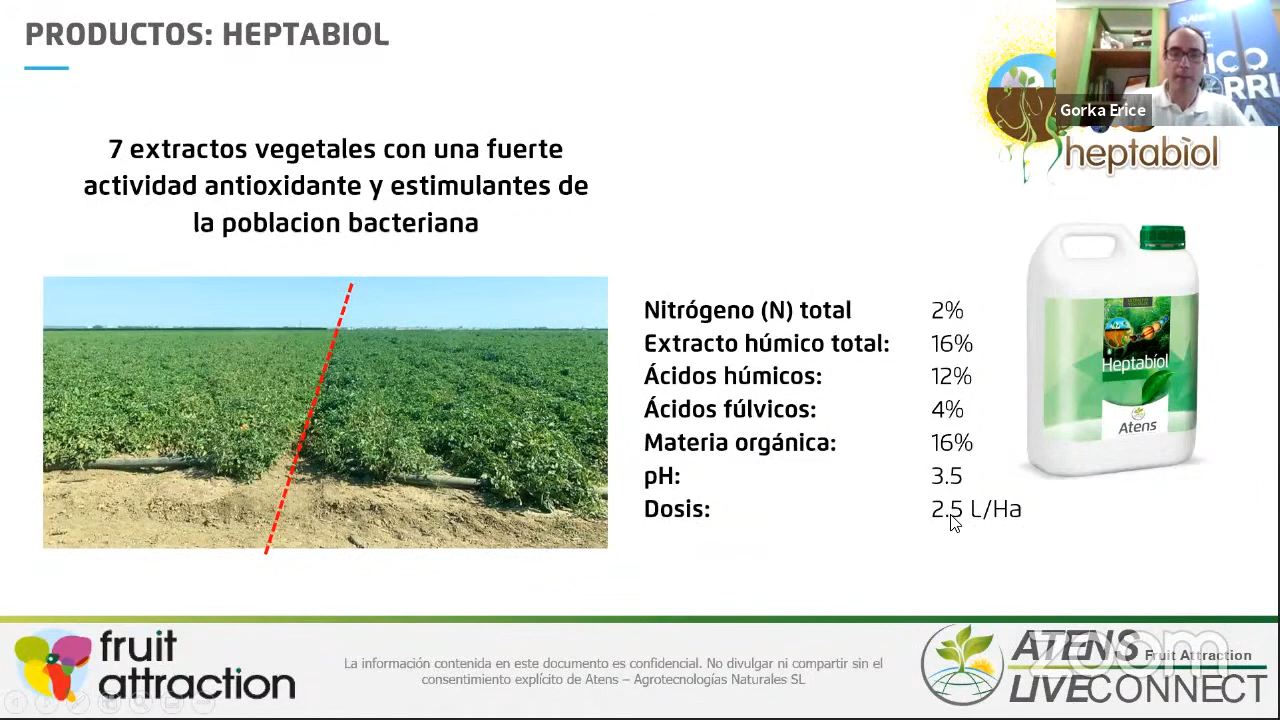 PRODUCTOS: HEPTABIOL
Gorka Erice
heptabìol
7 extractos vegetales con una fuerte
actividad antioxidante y estimulantes de
la poblacion bacteriana
Nitrógeno (N) total 2%
Extracto húmico total: 16%
Ácidos húmicos: 12%
Ácidos fúlvicos: 4%
Materia orgánica: 16%
pH: 3.5
Dosis: 2.5 L/Ha
Heptabíol
Atens
fruit
attraction
La información contenida en este documento es confidencial. No divulgar ni compartir sin el
consentimiento explícito de Atens – Agrotecnologías Naturales SL
ATENS Fruit Attraction
LIVECONNECT
zoom